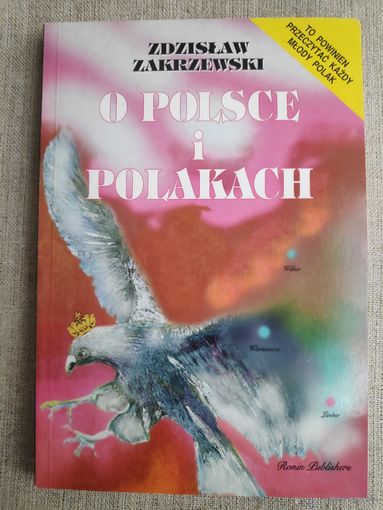 ZDZISŁAW
ZAKRZEWSKI
TO POWINIEN
PRZECZYTAĆ KAŻDY
MŁODY POLAK
O POLSCE
i
POLAKACH
Wilno
Warszawa
Lwów
Ronin Publishers